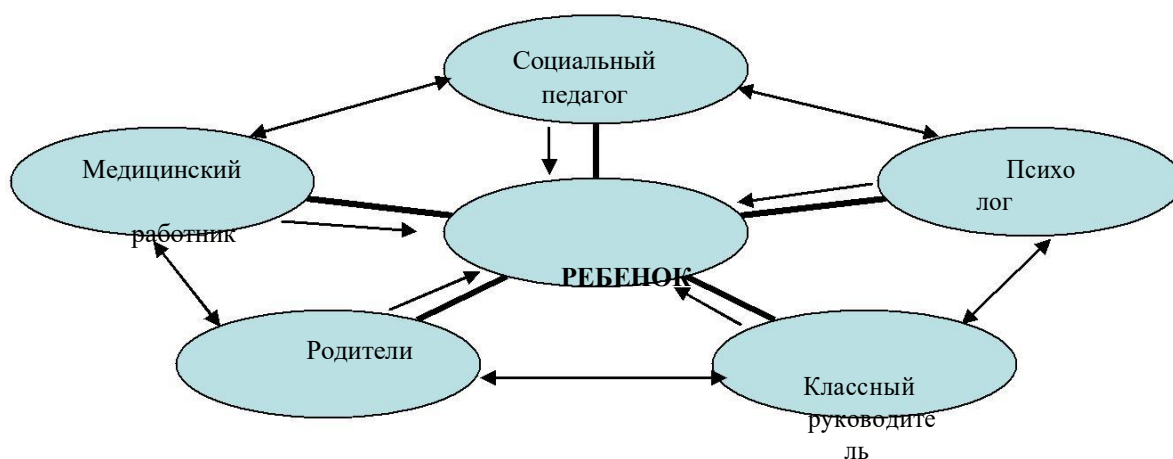 Социальный
педагог
Медицинский
работник
Психо
лог
РЕБЕНОК
Родители
Классный
руководите
ль